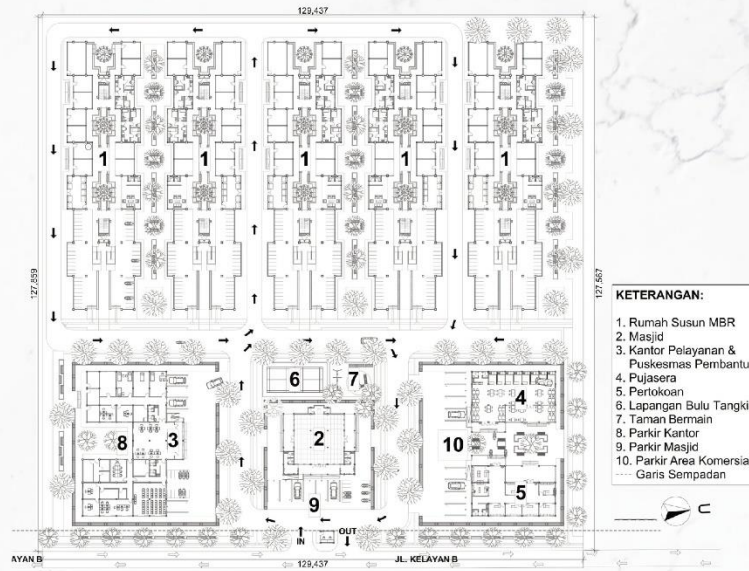 129,437
1 1 1 1 1
127,859
127,567
KETERANGAN:
1. Rumah Susun MBR
2. Masjid
3. Kantor Pelayanan &
Puskesmas Pembantu
4. Pujasera
5. Pertokoan
6. Lapangan Bulu Tangki
7. Taman Bermain
8. Parkir Kantor
9. Parkir Masjid
10. Parkir Area Komersia
Garis Sempadan
6 7
4
8 3 2 10
5
9
IN OUT
AYAN B
129,437
JL. KELAYAN B